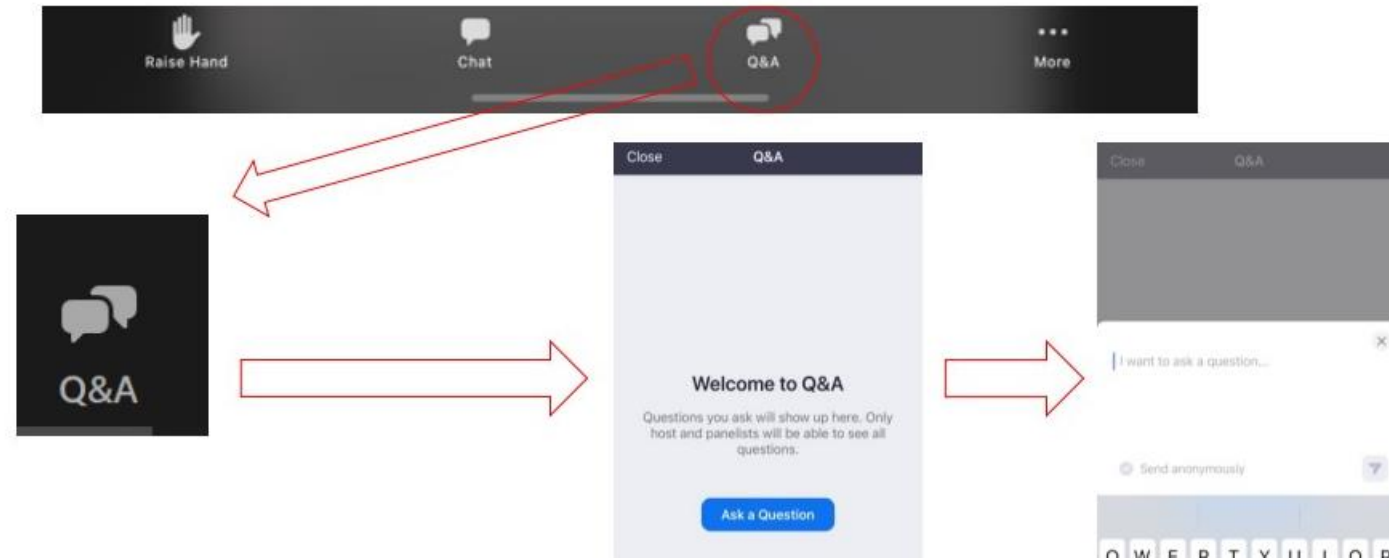 Raise Hand
Chat
Q&A
More
Close
Q&A
Close
Q&A
Q&A
Welcome to Q&A
Questions you ask will show up here. Only
host and panelists will be able to see all
questions.
Ask a Question
I want to ask a question...
Send anonymously
Q W E R T Y U I O P